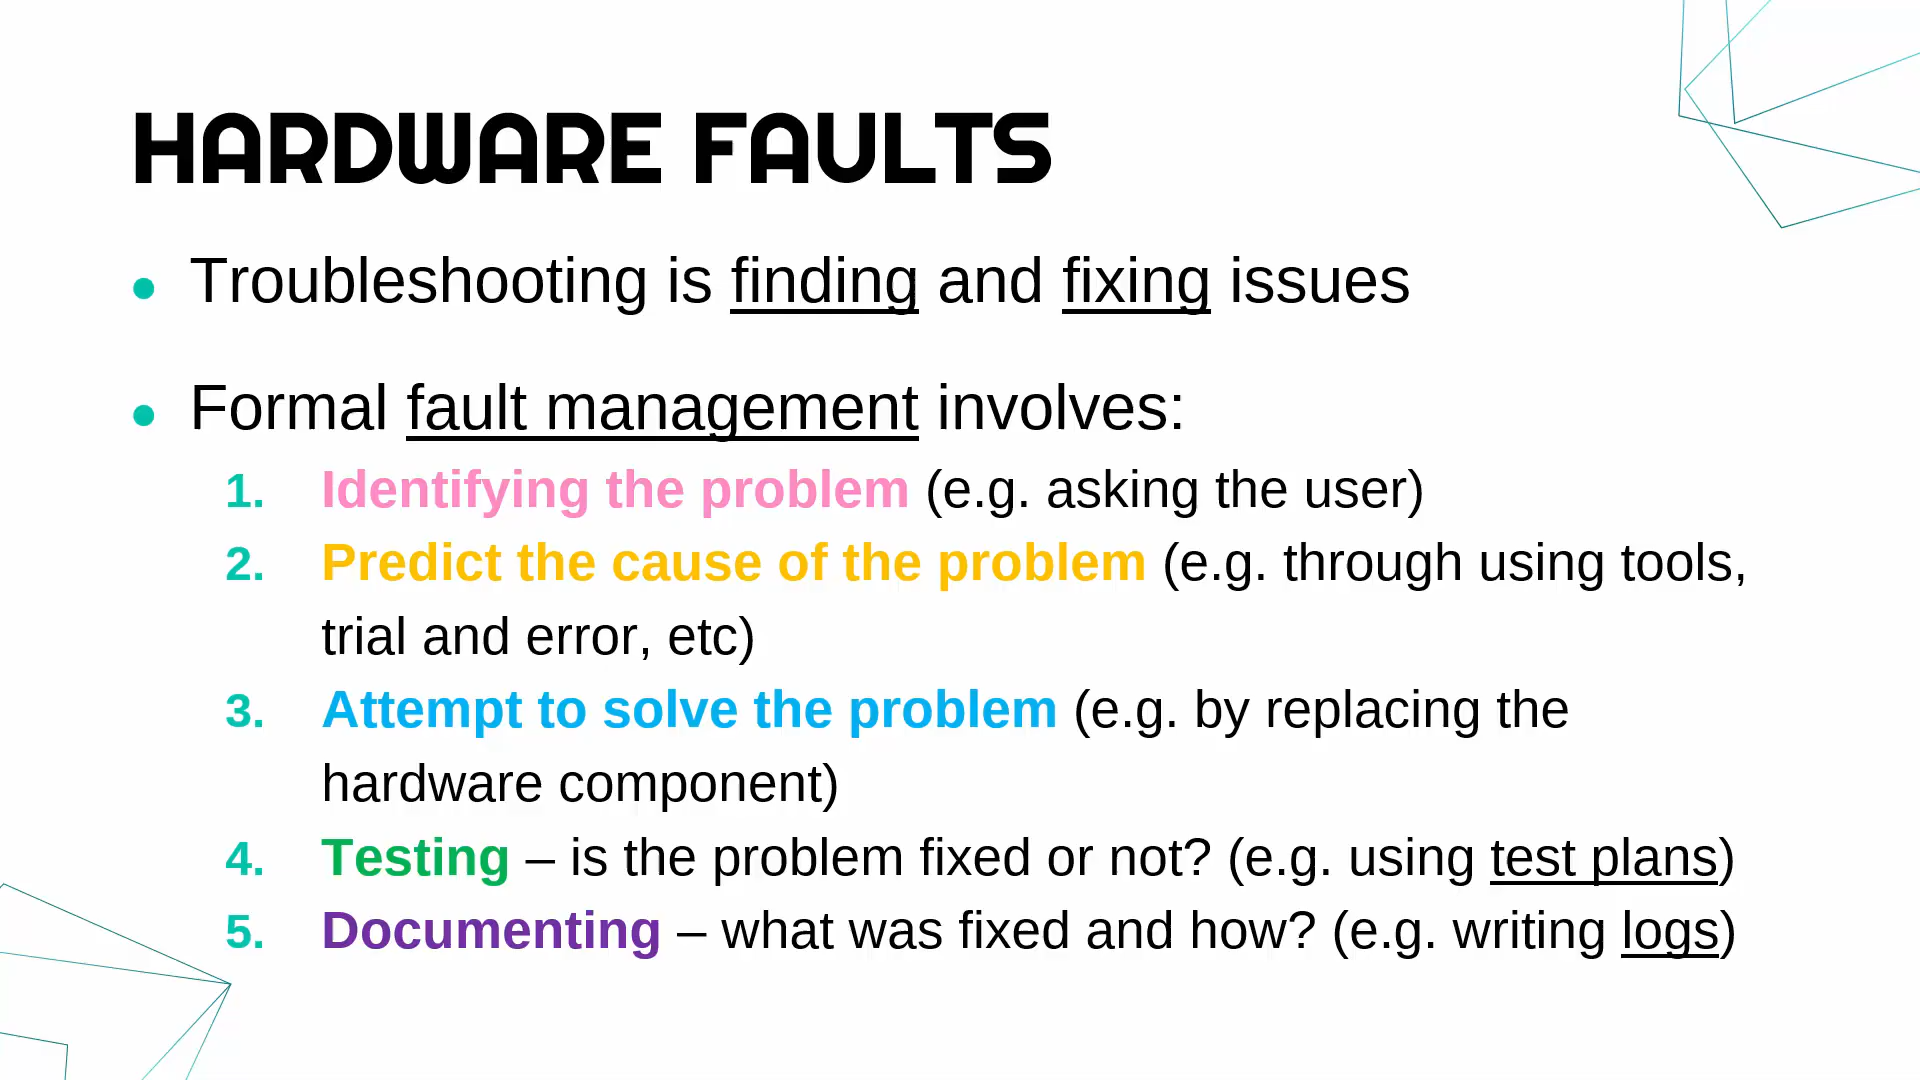 HARDWARE FAULTS
• Troubleshooting is finding and fixing issues
• Formal fault management involves:
1. Identifying the problem (e.g. asking the user)
2. Predict the cause of the problem (e.g. through using tools,
trial and error, etc)
3. Attempt to solve the problem (e.g. by replacing the
hardware component)
4. Testing – is the problem fixed or not? (e.g. using test plans)
5. Documenting – what was fixed and how? (e.g. writing logs)